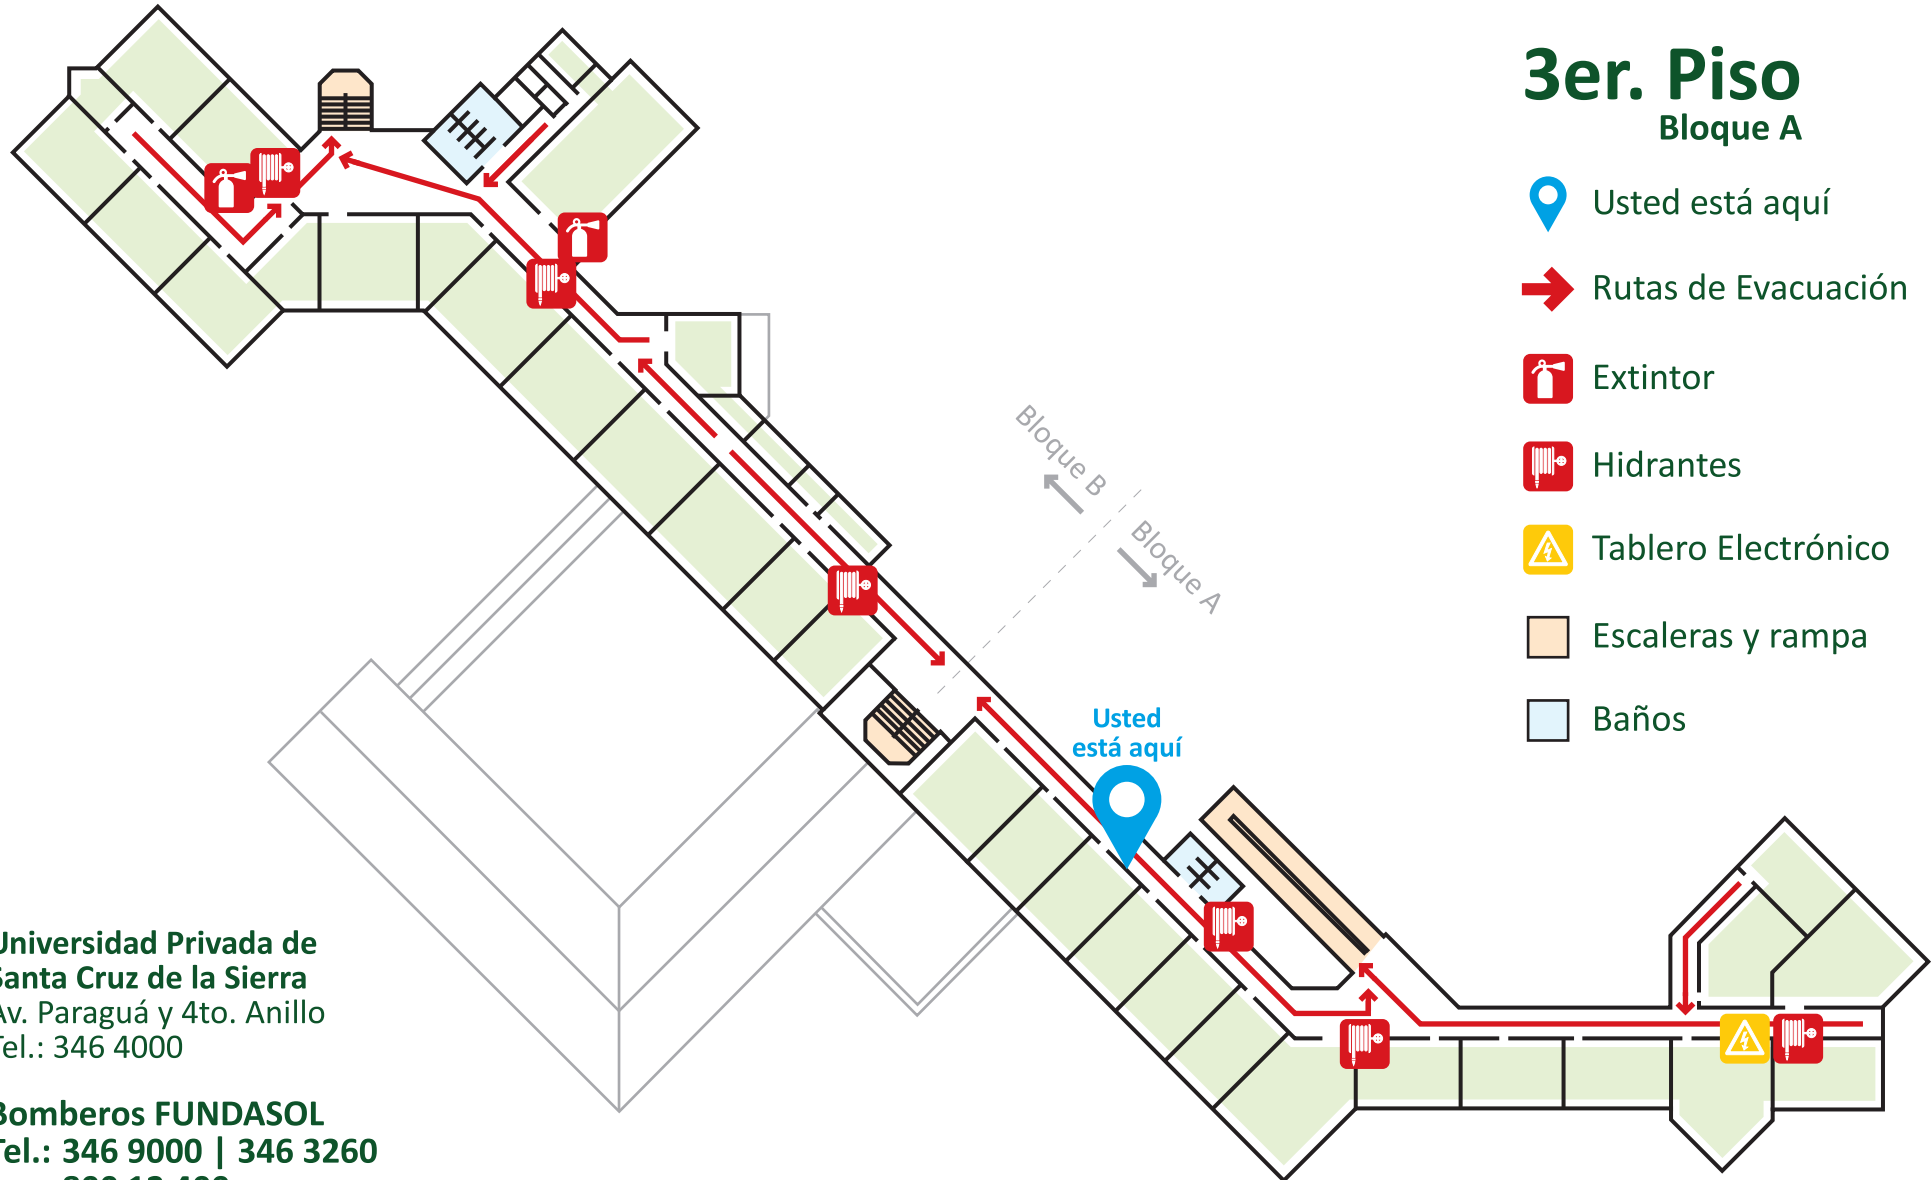 3er. Piso
Bloque A
Usted está aquí
Rutas de Evacuación
Extintor
Hidrantes
Tablero Electrónico
Escaleras y rampa
Baños
Bloque B
Bloque A
Usted
está aquí
Universidad Privada de
Santa Cruz de la Sierra
Av. Paraguá y 4to. Anillo
Tel.: 346 4000
Bomberos FUNDASOL
Tel.: 346 9000 | 346 3260